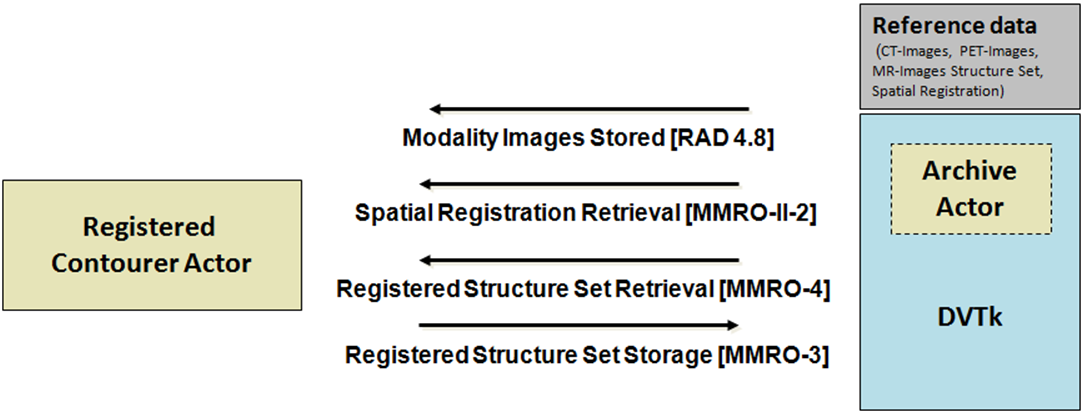 Reference data
(CT-Images, PET-Images,
MR-Images Structure Set,
Spatial Registration)
Modality Images Stored [RAD 4.8]
Archive
Actor
Spatial Registration Retrieval [MMRO-II-2]
Registered
Contourer Actor
Registered Structure Set Retrieval [MMRO-4]
DVTk
Registered Structure Set Storage [MMRO-3]